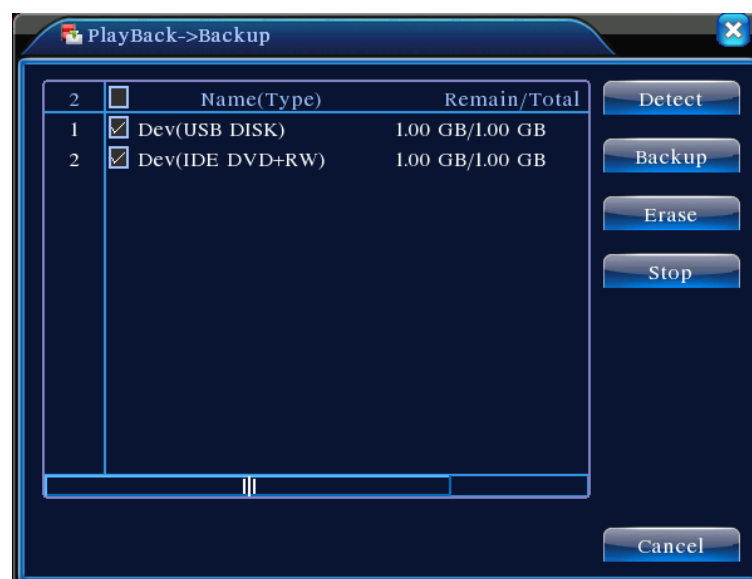 PlayBack->Backup
2 Name(Type) Remain/Total
1 Dev(USB DISK) 1.00 GB/1.00 GB
2 Dev(IDE DVD+RW) 1.00 GB/1.00 GB
Detect
Backup
Erase
Stop
Cancel